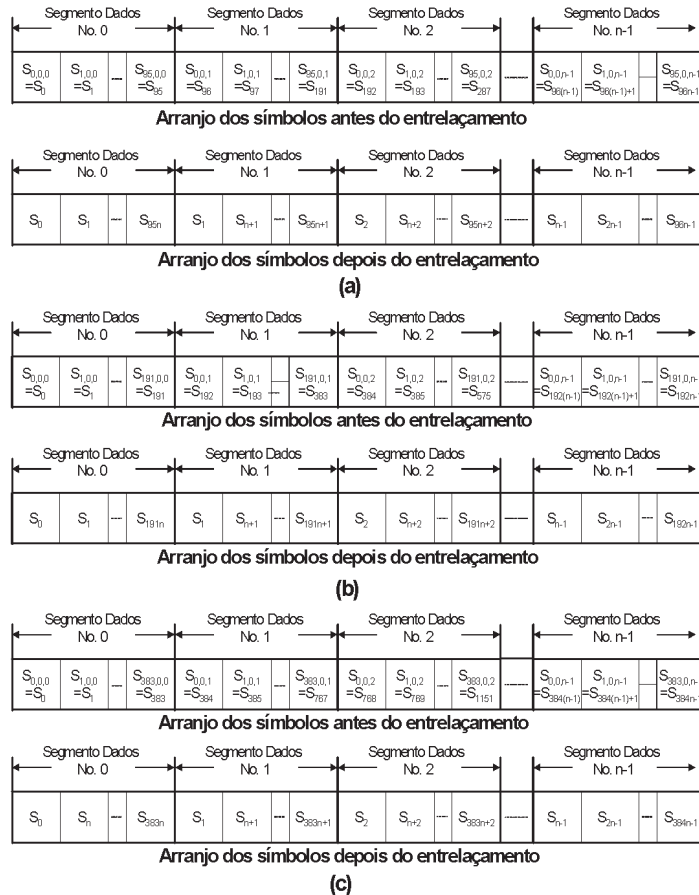 Segmento Dados Segmento Dados Segmento Dados Segmento Dados
No. 0 No. 1 No. 2 No. n-1
S0,0,0 S1,0,0 ---- S95,0,0 S0,0,1 S1,0,1 ---- S95,0,1 S0,0,2 S1,0,2 ---- S95,0,2 -------- S0,0,n-1 S1,0,n-1 S95,0,n-1
=S0 =S1 =S95 =S96 =S97 =S191 =S192 =S193 =S287 =S96(n-1) =S96(n-1)+1 =S96n-1
Arranjo dos símbolos antes do entrelaçamento
Segmento Dados Segmento Dados Segmento Dados Segmento Dados
No. 0 No. 1 No. 2 No. n-1
S0 S1 ---- S95n S1 Sn+1 ---- S95n+1 S2 Sn+2 ---- S95n+2 -------- Sn-1 S2n-1 ---- S96n-1
Arranjo dos símbolos depois do entrelaçamento
(a)
Segmento Dados Segmento Dados Segmento Dados Segmento Dados
No. 0 No. 1 No. 2 No. n-1
S0,0,0 S1,0,0 ---- S191,0,0 S0,0,1 S1,0,1 ---- S191,0,1 S0,0,2 S1,0,2 ---- S191,0,2 -------- S0,0,n-1 S1,0,n-1 ---- S191,0,n-
=S0 =S1 =S191 =S192 =S193 =S383 =S384 =S385 =S575 =S192(n-1) =S192(n-1)+1 =S192n-1
Arranjo dos símbolos antes do entrelaçamento
Segmento Dados Segmento Dados Segmento Dados Segmento Dados
No. 0 No. 1 No. 2 No. n-1
S0 S1 ---- S191n S1 Sn+1 ---- S191n+1 S2 Sn+2 ---- S191n+2 -------- Sn-1 S2n-1 ---- S192n-1
Arranjo dos símbolos depois do entrelaçamento
(b)
Segmento Dados Segmento Dados Segmento Dados Segmento Dados
No. 0 No. 1 No. 2 No. n-1
S0,0,0 S1,0,0 ---- S383,0,0 S0,0,1 S1,0,1 ---- S383,0,1 S0,0,2 S1,0,2 ---- S383,0,2 -------- S0,0,n-1 S1,0,n-1 S383,0,n-
=S0 =S1 =S383 =S384 =S385 =S767 =S768 =S769 =S1151 =S384(n-1) =S384(n-1)+1 =S384n-1
Arranjo dos símbolos antes do entrelaçamento
Segmento Dados Segmento Dados Segmento Dados Segmento Dados
No. 0 No. 1 No. 2 No. n-1
S0 Sn ---- S383n S1 Sn+1 ---- S383n+1 S2 Sn+2 ---- S383n+2 -------- Sn-1 S2n-1 ---- S384n-1
Arranjo dos símbolos depois do entrelaçamento
(c)